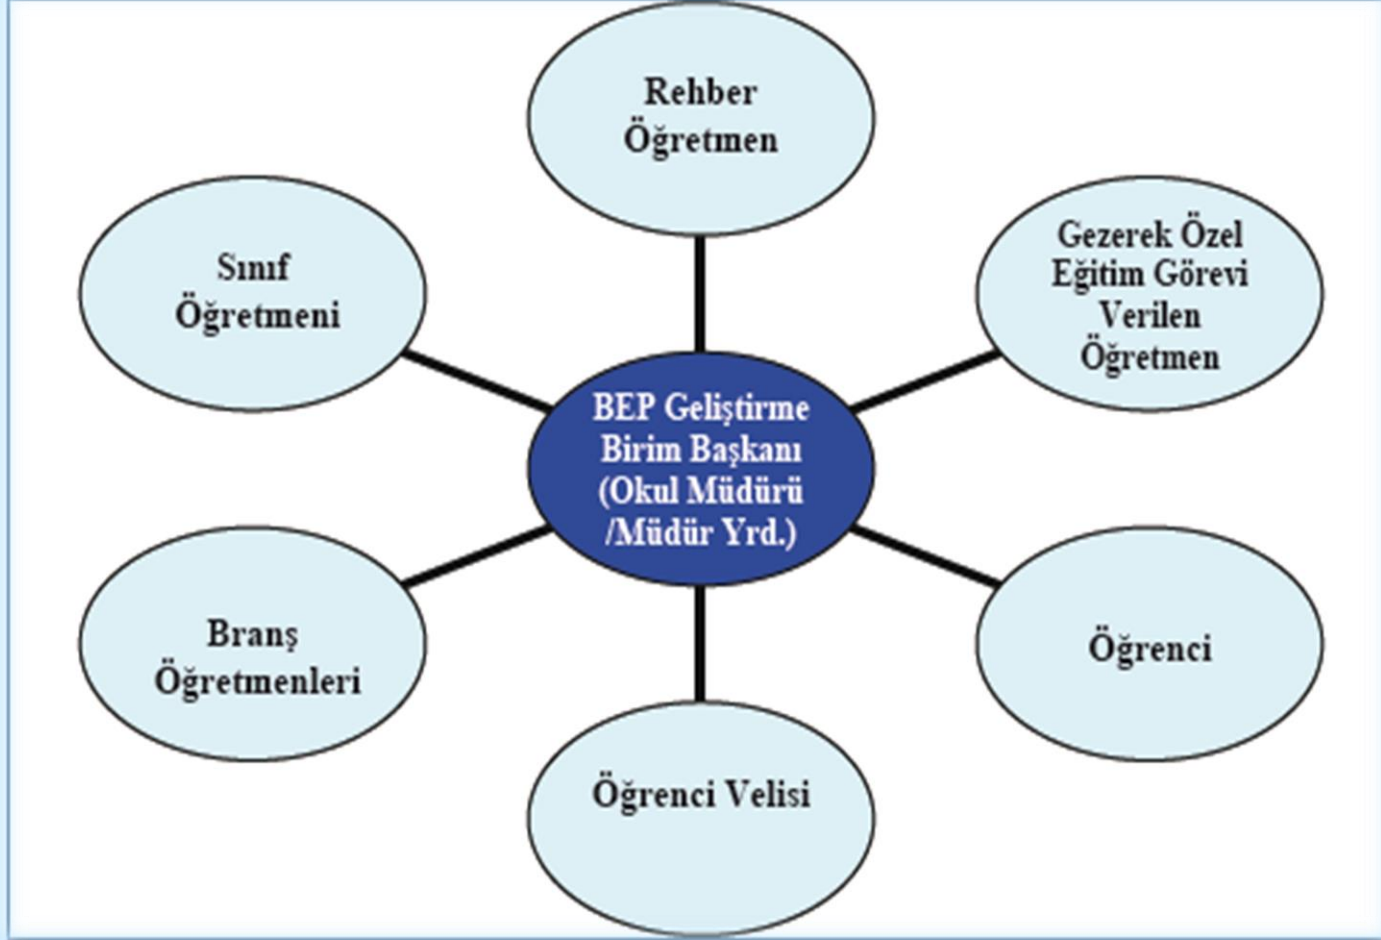 Rehber
Öğretmen
Sınıf
Öğretmeni
Gezerek Özel
Eğitim Görevi
Verilen
Öğretmen
BEP Geliştirme
Birim Başkanı
(Okul Müdürü
/Müdür Yrd.)
Branş
Öğretmenleri
Öğrenci
Öğrenci Velisi